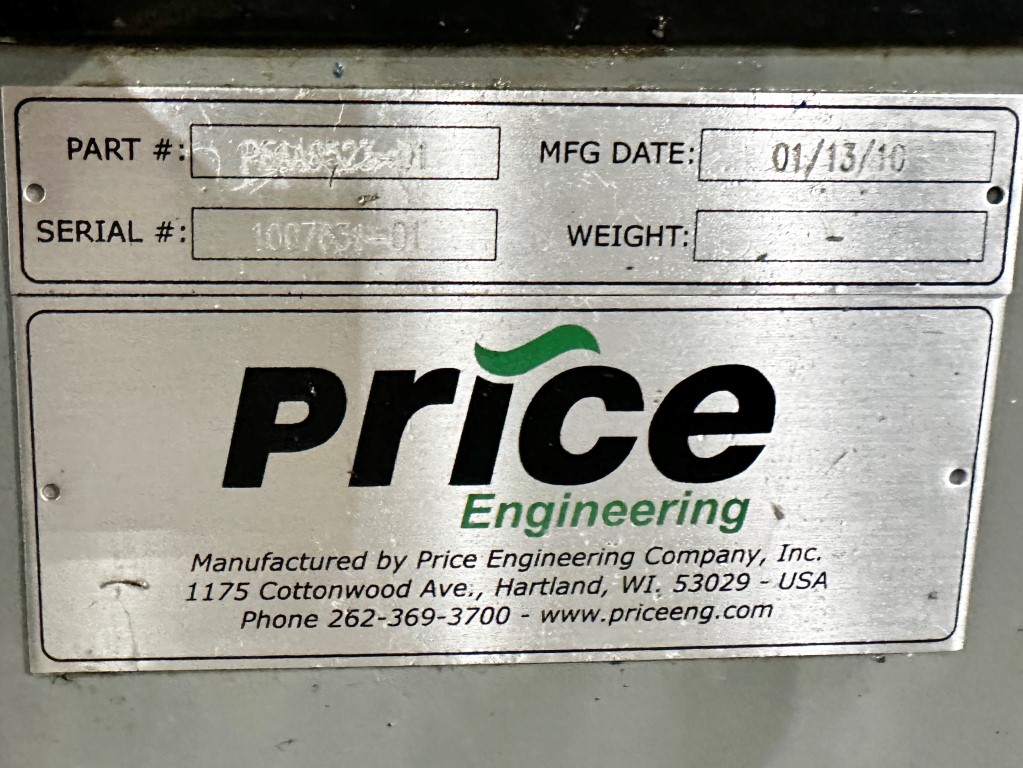 PART #: MFG DATE: 01/13/10
SERIAL #: WEIGHT: -
price
Engineering
Manufactured by Price Engineering Company, Inc.
1175 Cottonwood Ave., Hartland, WI. 53029 - USA
Phone 262-369-3700 - www.priceeng.com